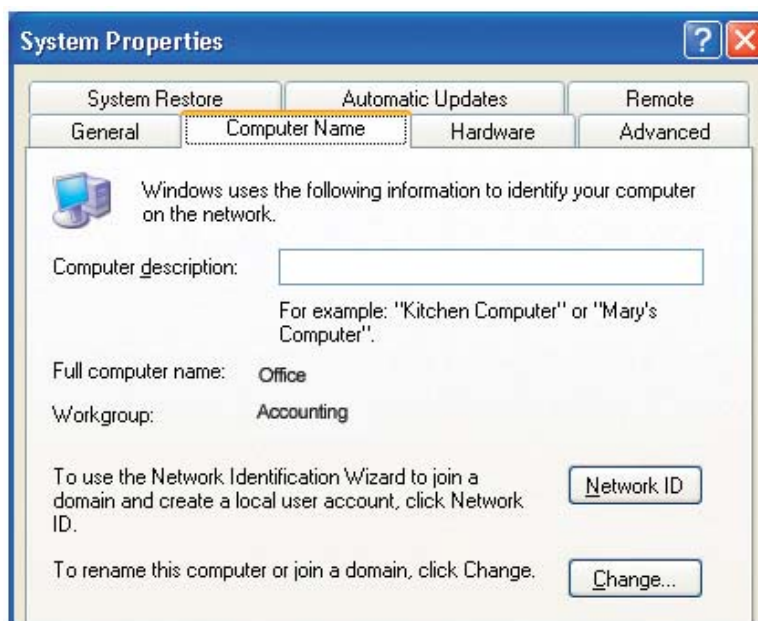 System Properties
System Restore
Automatic Updates
Remote
General
Computer Name
Hardware
Advanced
Windows uses the following information to identify your computer
on the network.
Computer description:
For example: "Kitchen Computer" or "Mary's
Computer".
Full computer name: Office
Workgroup: Accounting
To use the Network Identification Wizard to join a
domain and create a local user account, click Network
ID.
Network ID
To rename this computer or join a domain, click Change.
Change...